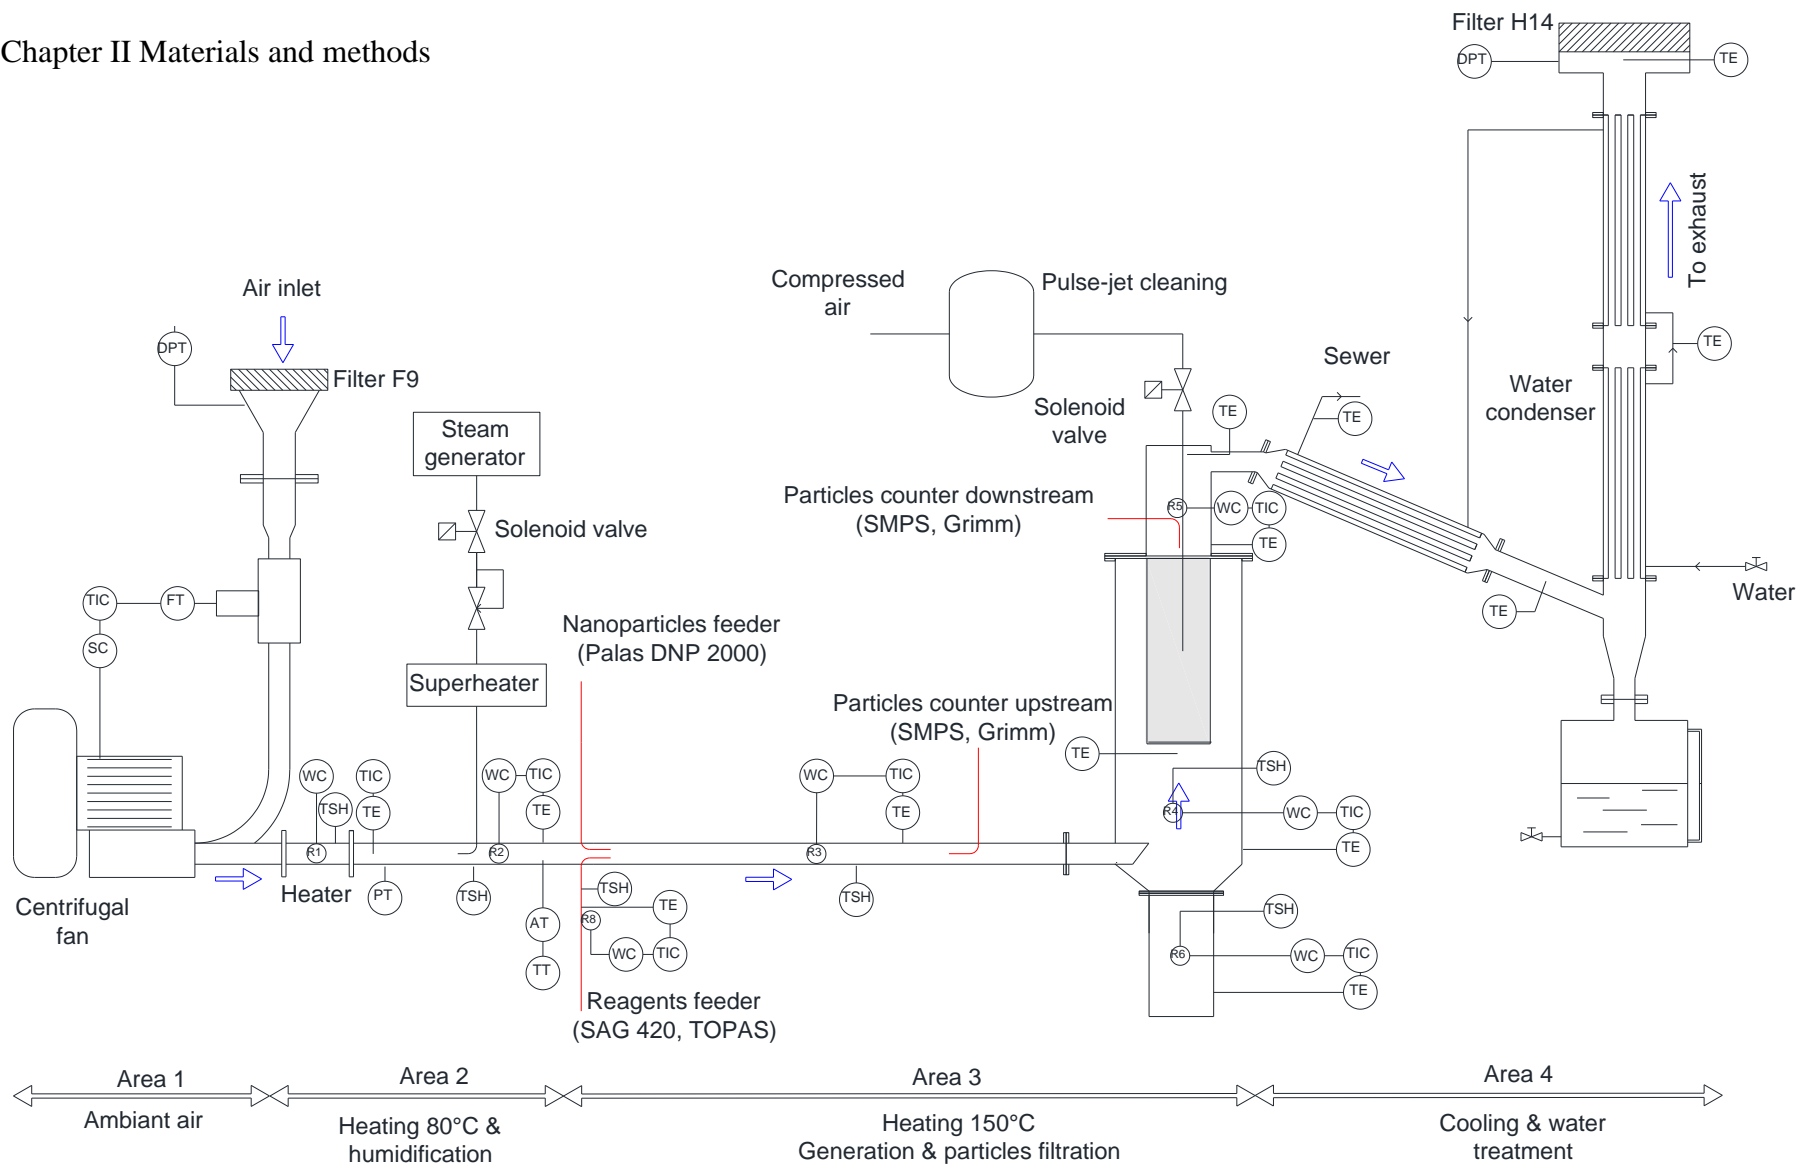 Chapter II Materials and methods
Filter H14
DPT
TE
To exhaust
Air inlet
DPT
Filter F9
Compressed
air
Pulse-jet cleaning
Solenoid
valve
Sewer
TE
TE
TE
Water
condenser
Water
Steam
generator
Solenoid valve
Superheater
Particles counter downstream
(SMPS, Grimm)
R5
WC
TIC
TE
TE
TIC
FT
SC
Nanoparticles feeder
(Palas DNP 2000)
Particles counter upstream
(SMPS, Grimm)
TE
TSH
WC
TIC
TSH
TE
WC
TIC
TE
WC
TIC
TE
R4
WC
TIC
TE
R1
R2
R3
Heater
PT
TSH
TSH
TSH
TE
R8
AT
WC
TIC
TT
TSH
R6
WC
TIC
TE
Centrifugal
fan
Reagents feeder
(SAG 420, TOPAS)
Area 1
Area 2
Area 3
Area 4
Ambiant air
Heating 80°C &
humidification
Heating 150°C
Generation & particles filtration
Cooling & water
treatment